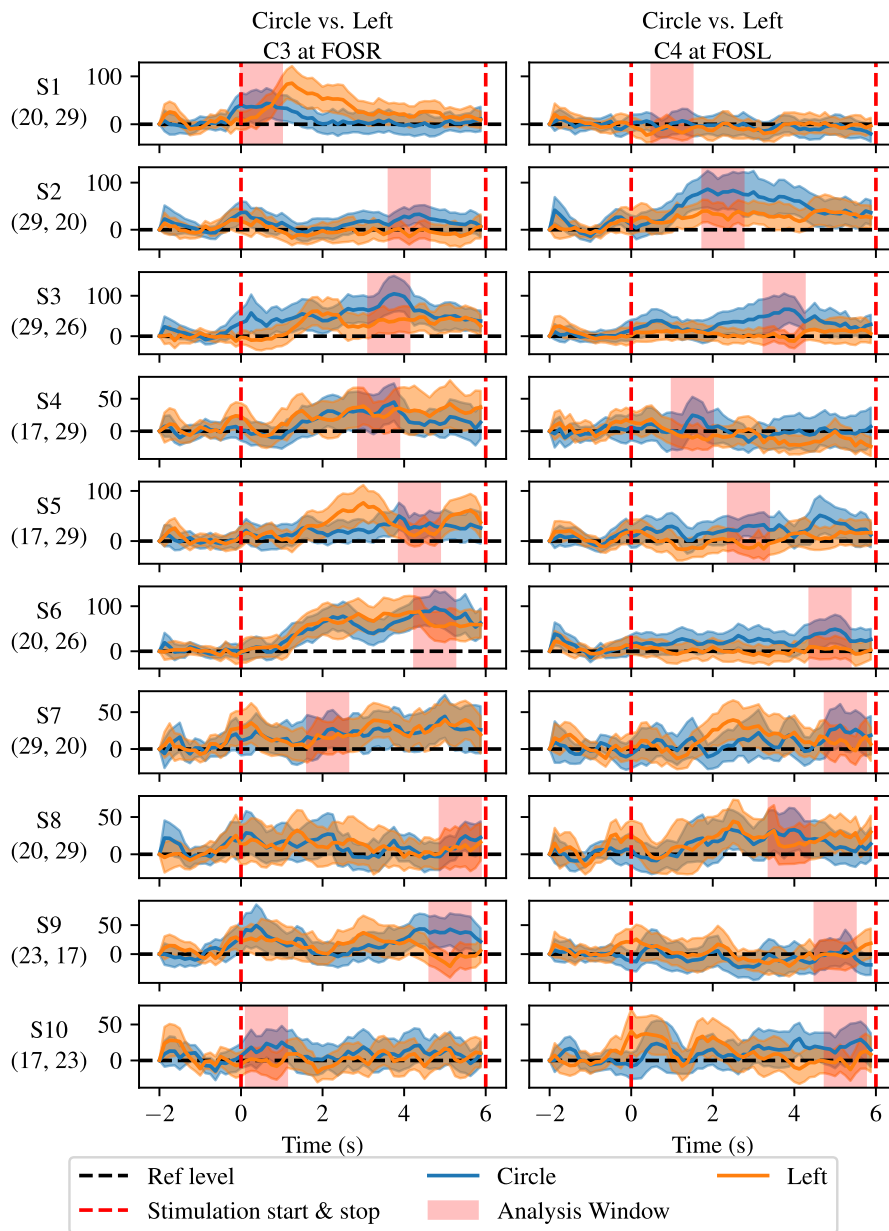 Circle vs. Left
C3 at FOSR
Circle vs. Left
C4 at FOSL
S1
(20, 29)
100
0
S2
(29, 20)
100
0
S3
(29, 26)
100
0
S4
(17, 29)
50
0
S5
(17, 29)
100
0
S6
(20, 26)
100
0
S7
(29, 20)
50
0
S8
(20, 29)
50
0
S9
(23, 17)
50
0
S10
(17, 23)
50
0
−2 0 2 4 6
−2 0 2 4 6
Time (s)
Time (s)
Ref level
Circle
Left
Stimulation start & stop
Analysis Window